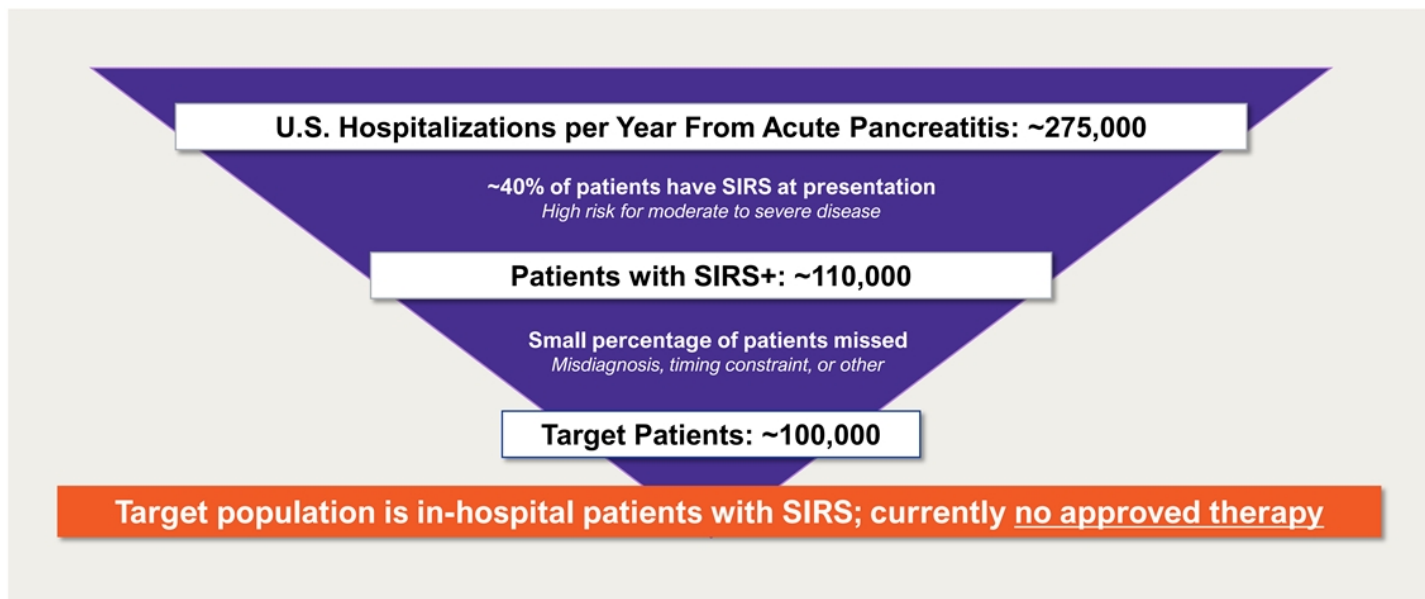 U.S. Hospitalizations per Year From Acute Pancreatitis: ~275,000
~40% of patients have SIRS at presentation
High risk for moderate to severe disease
Patients with SIRS+: ~110,000
Small percentage of patients missed
Misdiagnosis, timing constraint, or other
Target Patients: ~100,000
Target population is in-hospital patients with SIRS; currently no approved therapy